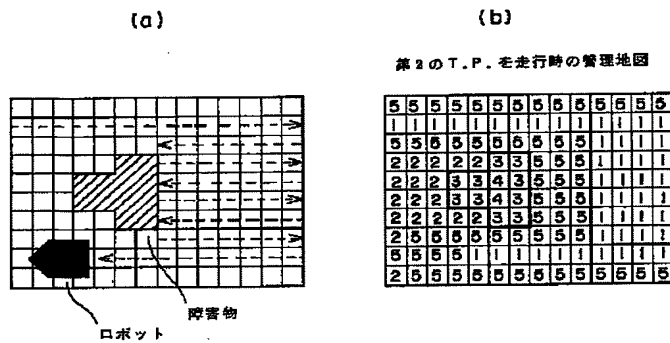 (a)
障害物
ロボット
(b)
第2のT.P.を走行時の管理地図
5 5 5 5 5 5 5 5 5 5 5 5 5
1 1 1 1 1 1 1 1 1 1 1 1 1
5 5 5 5 5 5 5 5 5 1 1 1 1
2 2 2 2 2 3 3 5 5 5 1 1 1 1
2 2 2 3 3 4 3 5 5 5 1 1 1 1
2 2 2 3 3 4 3 5 5 5 1 1 1 1
2 2 2 2 2 3 3 5 5 5 1 1 1 1
2 5 5 5 5 5 5 5 5 5 1 1 1 1
5 5 5 5 1 1 1 1 1 1 1 1 1 1
2 5 5 5 5 5 5 5 5 5 5 5 5 5